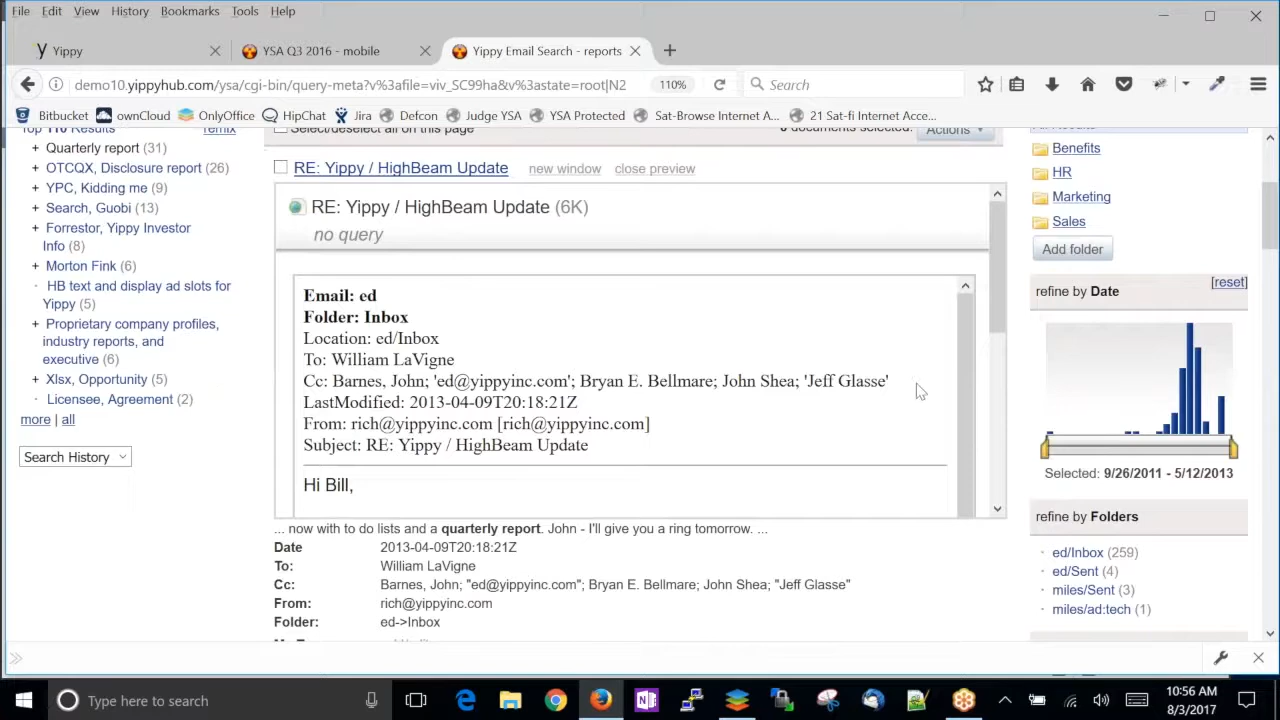 File Edit View History Bookmarks Tools Help
Yippy
YSA Q3 2016 - mobile
Yippy Email Search - reports
demo10.yippyhub.com/ysa/cgi-bin/query-meta?v%3afile=viv_SC99ha&v%3astate=root|N2
110%
Search
Bitbucket ownCloud OnlyOffice HipChat Jira Defcon Judge YSA YSA Protected Sat-Browse Internet A... 21 Sat-fi Internet Acce...
Top 110 Results remix
+ Quarterly report (31)
+ OTCQX, Disclosure report (26)
+ YPC, Kidding me (9)
+ Search, Guobi (13)
+ Forrestor, Yippy Investor
Info (8)
+ Morton Fink (6)
· HB text and display ad slots for
Yippy (5)
+ Proprietary company profiles,
industry reports, and
executive (6)
+ Xlsx, Opportunity (5)
· Licensee, Agreement (2)
more | all
Search History
Select/deselect all on this page
documents selected: Actions
RE: Yippy / HighBeam Update new window close preview
RE: Yippy / HighBeam Update (6K)
no query
Email: ed
Folder: Inbox
Location: ed/Inbox
To: William LaVigne
Cc: Barnes, John; 'ed@yippyinc.com'; Bryan E. Bellmare; John Shea; 'Jeff Glasse'
LastModified: 2013-04-09T20:18:21Z
From: rich@yippyinc.com [rich@yippyinc.com]
Subject: RE: Yippy / HighBeam Update
Hi Bill,
... now with to do lists and a quarterly report. John - I'll give you a ring tomorrow. ...
Date 2013-04-09T20:18:21Z
To: William LaVigne
Cc: Barnes, John; "ed@yippyinc.com"; Bryan E. Bellmare; John Shea; "Jeff Glasse"
From: rich@yippyinc.com
Folder: ed->Inbox
All Results
Benefits
HR
Marketing
Sales
Add folder
[reset]
refine by Date
Selected: 9/26/2011 - 5/12/2013
refine by Folders
· ed/Inbox (259)
· ed/Sent (4)
· miles/Sent (3)
· miles/ad:tech (1)
Type here to search
10:56 AM
8/3/2017